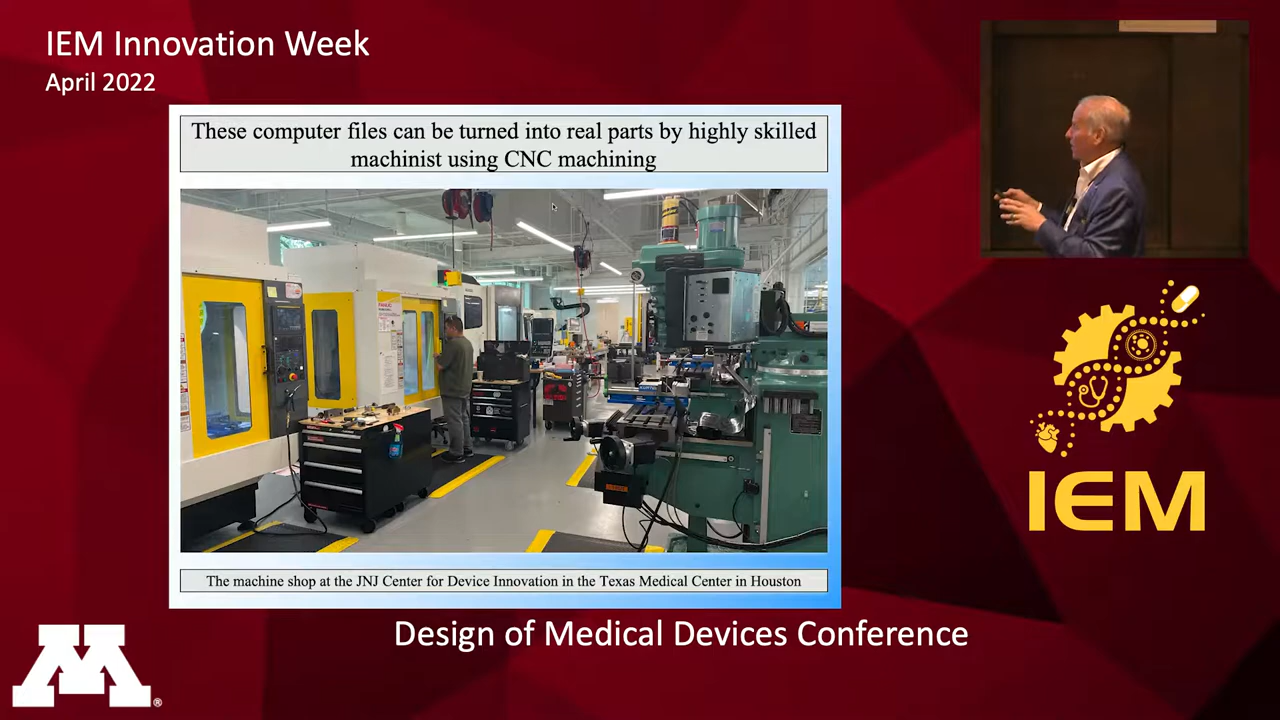 IEM Innovation Week
April 2022
These computer files can be turned into real parts by highly skilled
machinist using CNC machining
The machine shop at the JNJ Center for Device Innovation in the Texas Medical Center in Houston
IEM
Design of Medical Devices Conference
M®